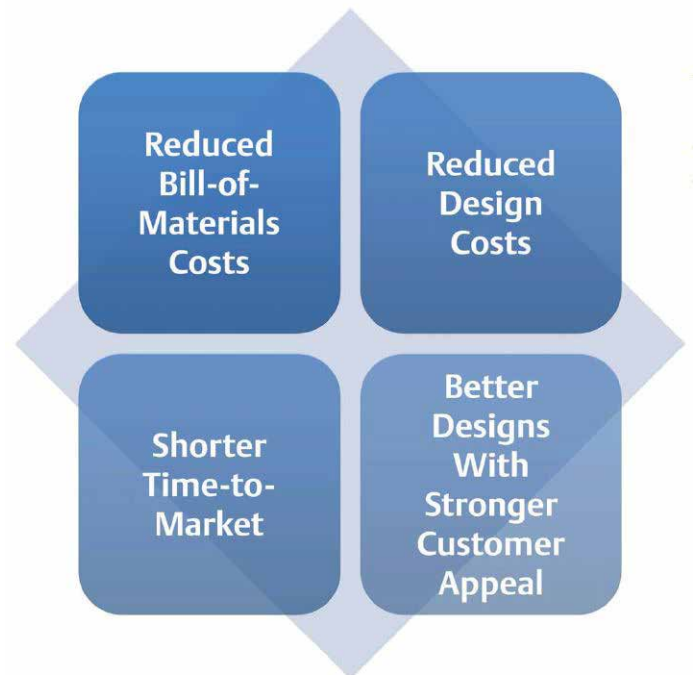 Reduced
Bill-of-
Materials
Costs
Reduced
Design
Costs
Shorter
Time-to-
Market
Better
Designs
With
Stronger
Customer
Appeal